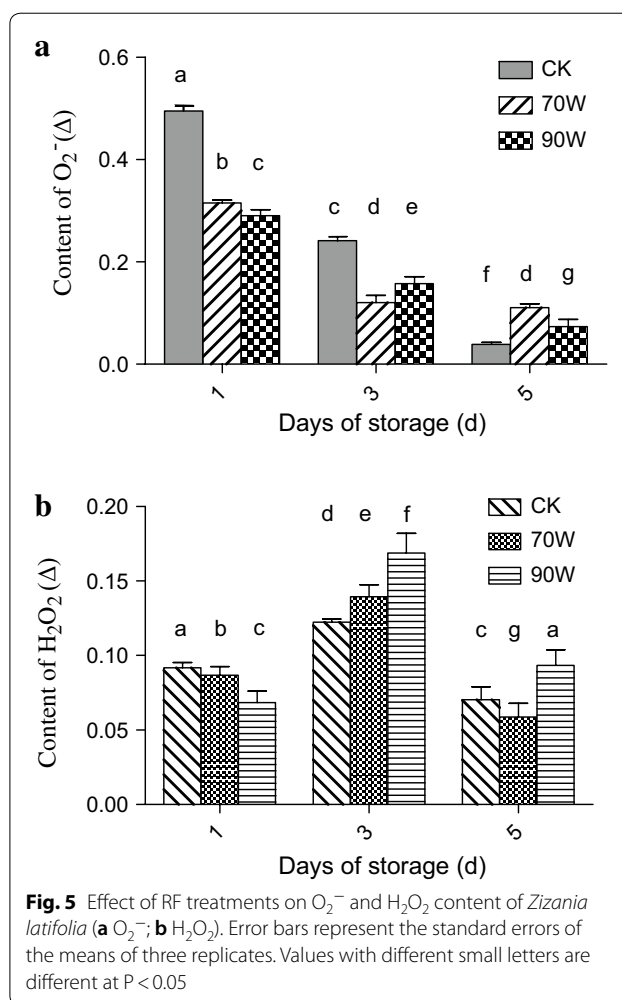 a
0.6
0.4
0.2
0.0
Content of O₂⁻(Δ)
a
b
c
c
d
e
f
d
g
CK
70W
90W
1
3
5
Days of storage (d)
b
0.20
0.15
0.10
0.05
0.00
Content of H₂O₂ (Δ)
a
b
c
d
e
f
c
g
a
CK
70W
90W
1
3
5
Days of storage (d)
Fig. 5 Effect of RF treatments on O₂⁻ and H₂O₂ content of Zizania
latifolia (a O₂⁻; b H₂O₂). Error bars represent the standard errors of
the means of three replicates. Values with different small letters are
different at P < 0.05